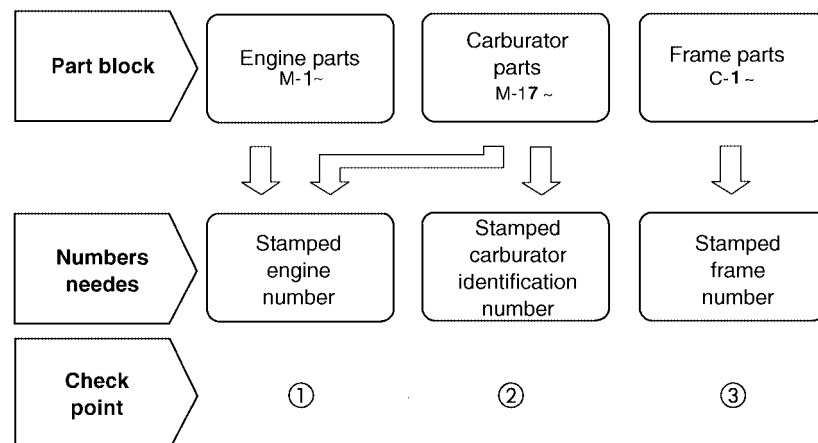 Part block
Engine parts
M-1~
Carburator
parts
M-17 ~
Frame parts
C-1 ~
Numbers
needes
Stamped
engine
number
Stamped
carburator
identification
number
Stamped
frame
number
Check
point
①
②
③